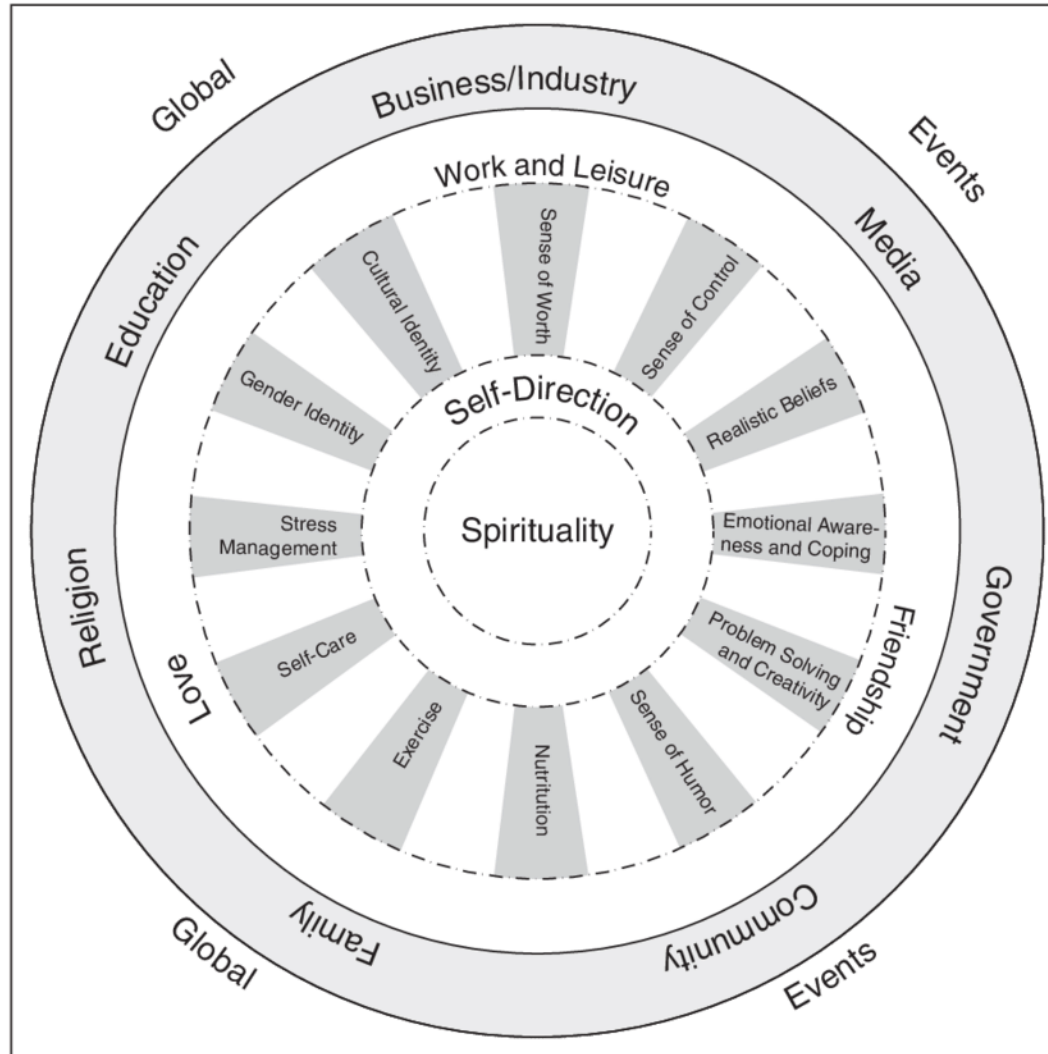 Global
Events
Business/Industry
Media
Government
Community
Family
Religion
Education
Work and Leisure
Friendship
Love
Sense of Worth
Sense of Control
Realistic Beliefs
Emotional Aware-
ness and Coping
Problem Solving
and Creativity
Sense of Humor
Nutritution
Exercise
Self-Care
Stress
Management
Gender Identity
Cultural Identity
Self-Direction
Spirituality
Global
Events